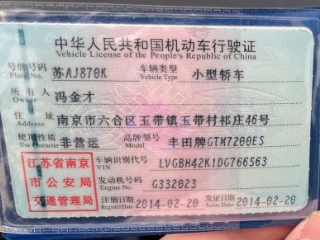 中华人民共和国机动车行驶证
Vehicle License of the People's Republic of China
号牌号码 苏AJ870K 车辆类型 小型轿车
Plate No. Vehicle Type
所有人 冯金才
Owner
住址 南京市六合区玉带镇玉带村祁庄46号
Address
使用性质 非营运 品牌型号 丰田牌GTM7200ES
Use Character Model
江苏省南京 车辆识别代号 LVGBH42K1DG766563
VIN
市公安局 发动机号码 G332023
Engine No.
交通管理局 注册日期 2014-02-20 发证日期 2014-02-20
Register Date Issue Date